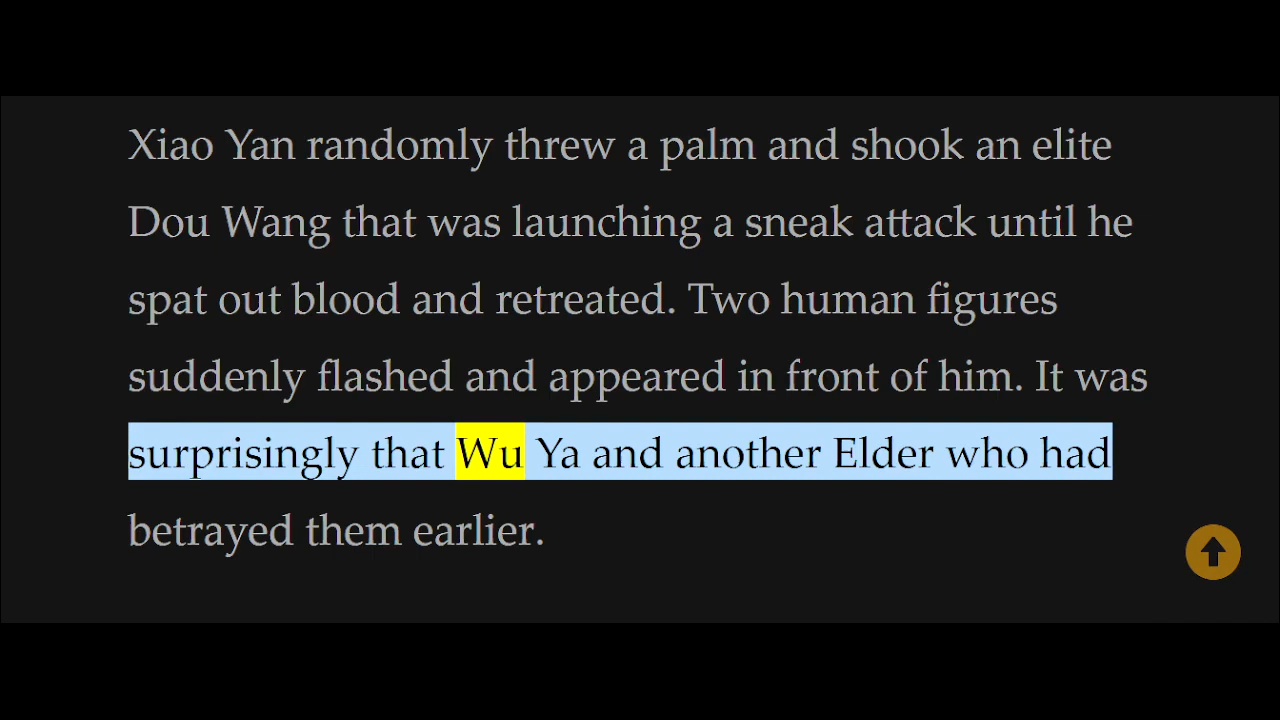 Xiao Yan randomly threw a palm and shook an elite
Dou Wang that was launching a sneak attack until he
spat out blood and retreated. Two human figures
suddenly flashed and appeared in front of him. It was
surprisingly that Wu Ya and another Elder who had
betrayed them earlier.